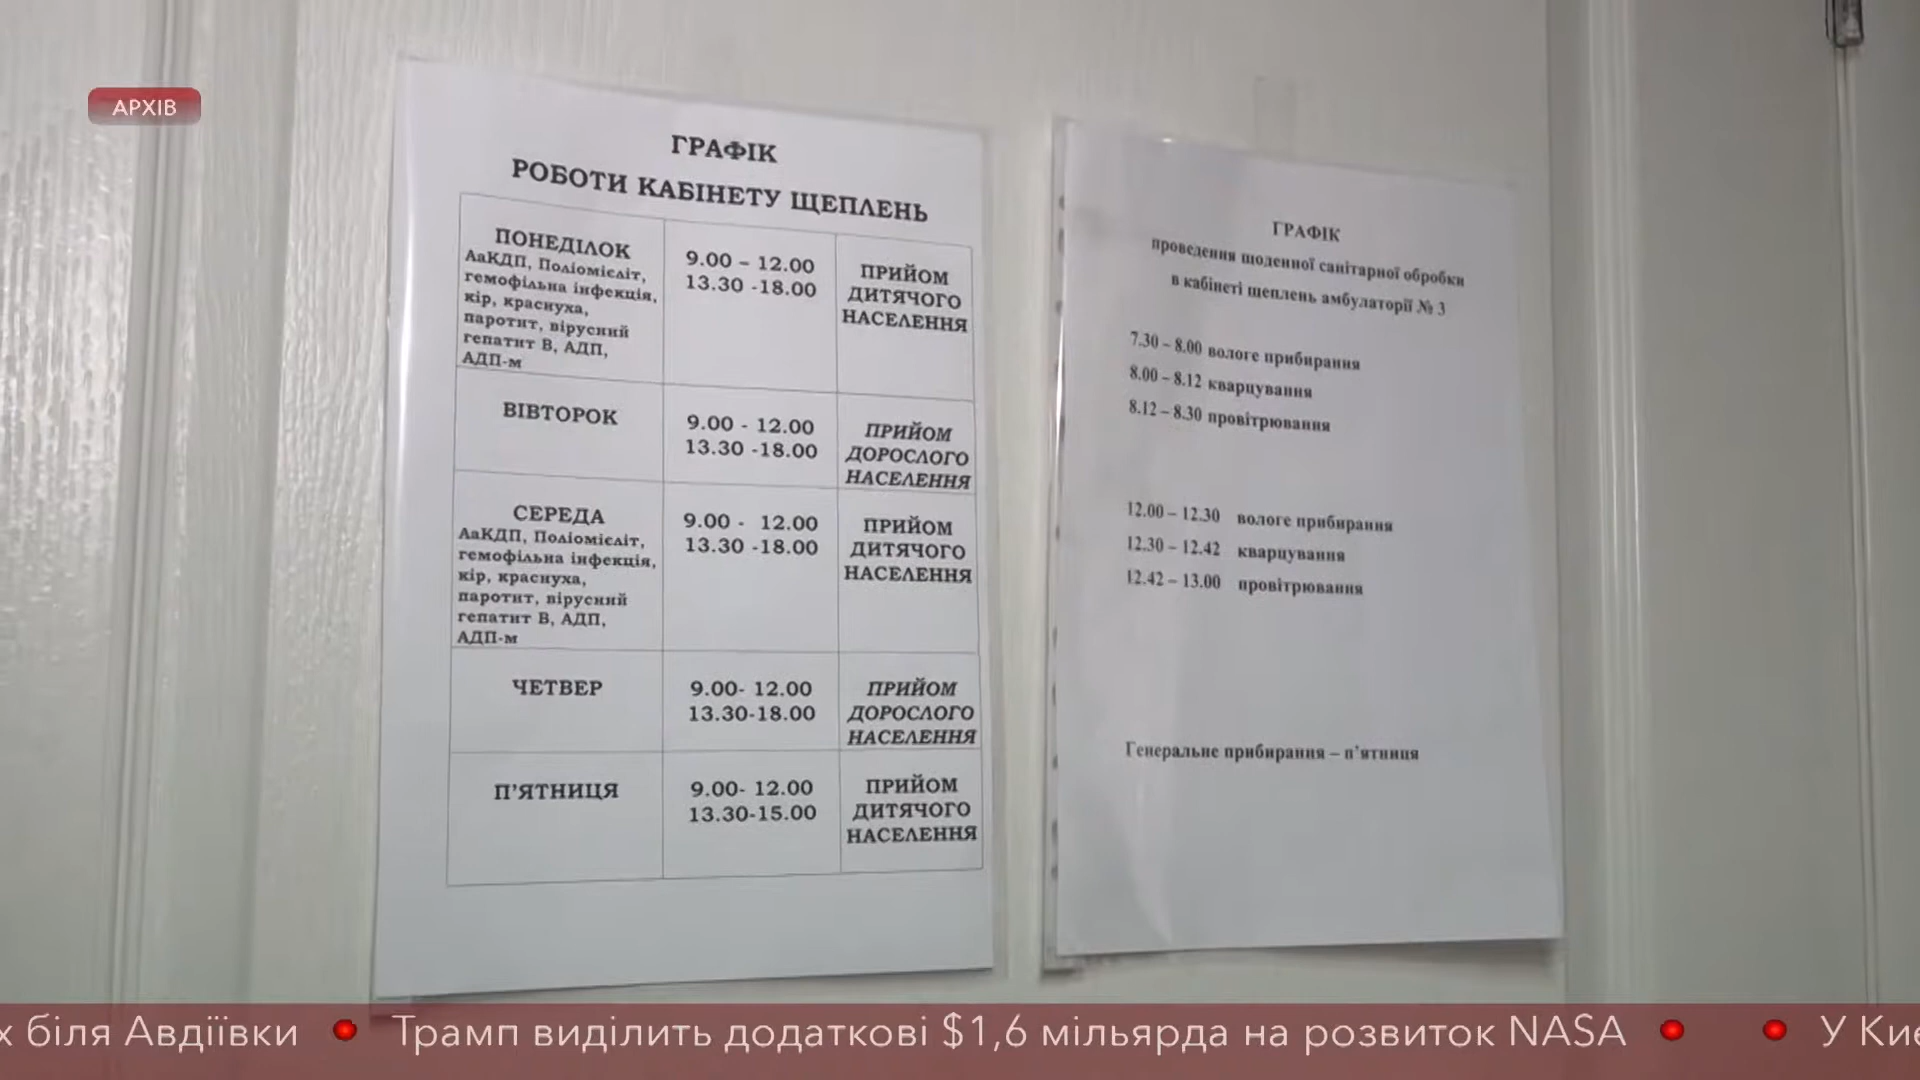 АРХІВ
ГРАФІК
РОБОТИ КАБІНЕТУ ЩЕПЛЕНЬ
ПОНЕДІЛОК
АаКДП, Поліомієліт,
гемофільна інфекція,
кір, краснуха,
паротит, вірусний
гепатит В, АДП,
АДП-м
9.00 – 12.00
13.30 -18.00
ПРИЙОМ
ДИТЯЧОГО
НАСЕЛЕННЯ
ВІВТОРОК
9.00 - 12.00
13.30 -18.00
ПРИЙОМ
ДОРОСЛОГО
НАСЕЛЕННЯ
СЕРЕДА
АаКДП, Поліомієліт,
гемофільна інфекція,
кір, краснуха,
паротит, вірусний
гепатит В, АДП,
АДП-м
9.00 - 12.00
13.30 -18.00
ПРИЙОМ
ДИТЯЧОГО
НАСЕЛЕННЯ
ЧЕТВЕР
9.00- 12.00
13.30-18.00
ПРИЙОМ
ДОРОСЛОГО
НАСЕЛЕННЯ
П'ЯТНИЦЯ
9.00- 12.00
13.30-15.00
ПРИЙОМ
ДИТЯЧОГО
НАСЕЛЕННЯ
ГРАФІК
проведення щоденної санітарної обробки
в кабінеті щеплень амбулаторії № 3
7.30 – 8.00 вологе прибирання
8.00 – 8.12 кварцування
8.12 – 8.30 провітрювання
12.00 – 12.30 вологе прибирання
12.30 – 12.42 кварцування
12.42 – 13.00 провітрювання
Генеральне прибирання – п'ятниця
х біля Авдіївки Трамп виділить додаткові $1,6 мільярда на розвиток NASA У Ки